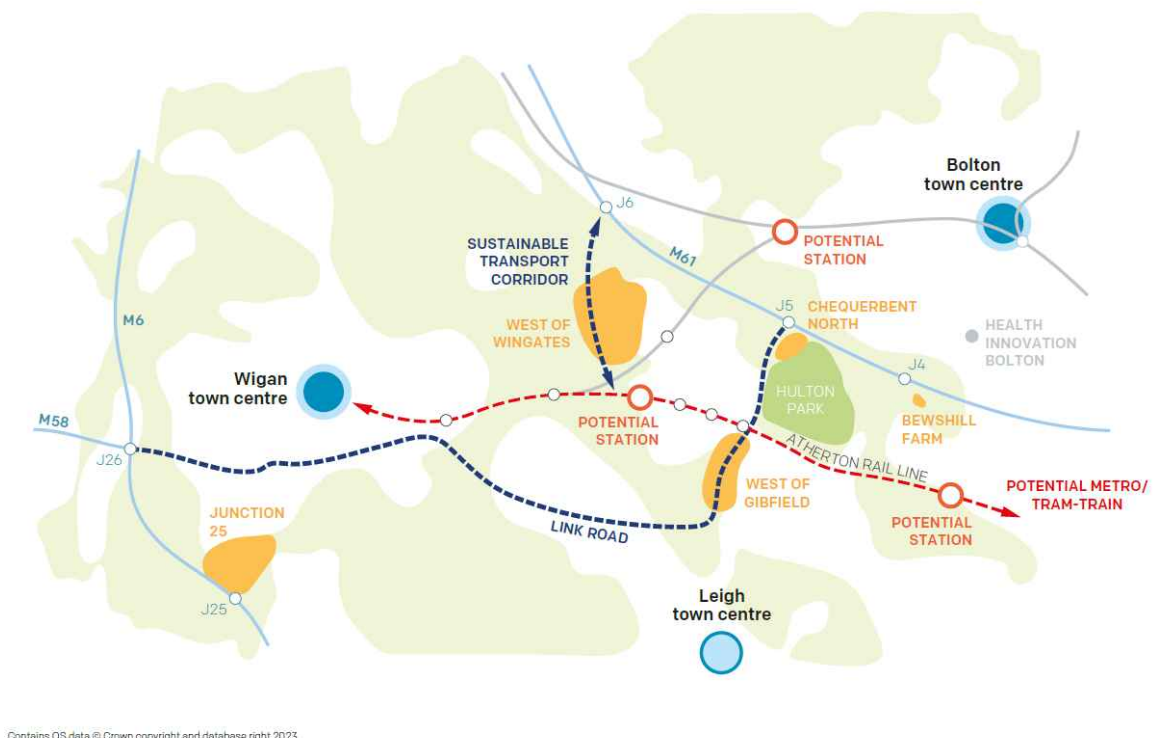 Bolton
town centre
J6
POTENTIAL
STATION
SUSTAINABLE
TRANSPORT
CORRIDOR
M61
M6
J5
CHEQUERBENT
NORTH
WEST OF
WINGATES
HEALTH
INNOVATION
BOLTON
J4
Wigan
town centre
HULTON
PARK
BEWSHILL
FARM
M58
POTENTIAL
STATION
J26
ATHERTON RAIL LINE
WEST OF
GIBFIELD
POTENTIAL METRO/
TRAM-TRAIN
JUNCTION
25
LINK ROAD
POTENTIAL
STATION
J25
Leigh
town centre
Contains OS data © Crown copyright and database right 2023